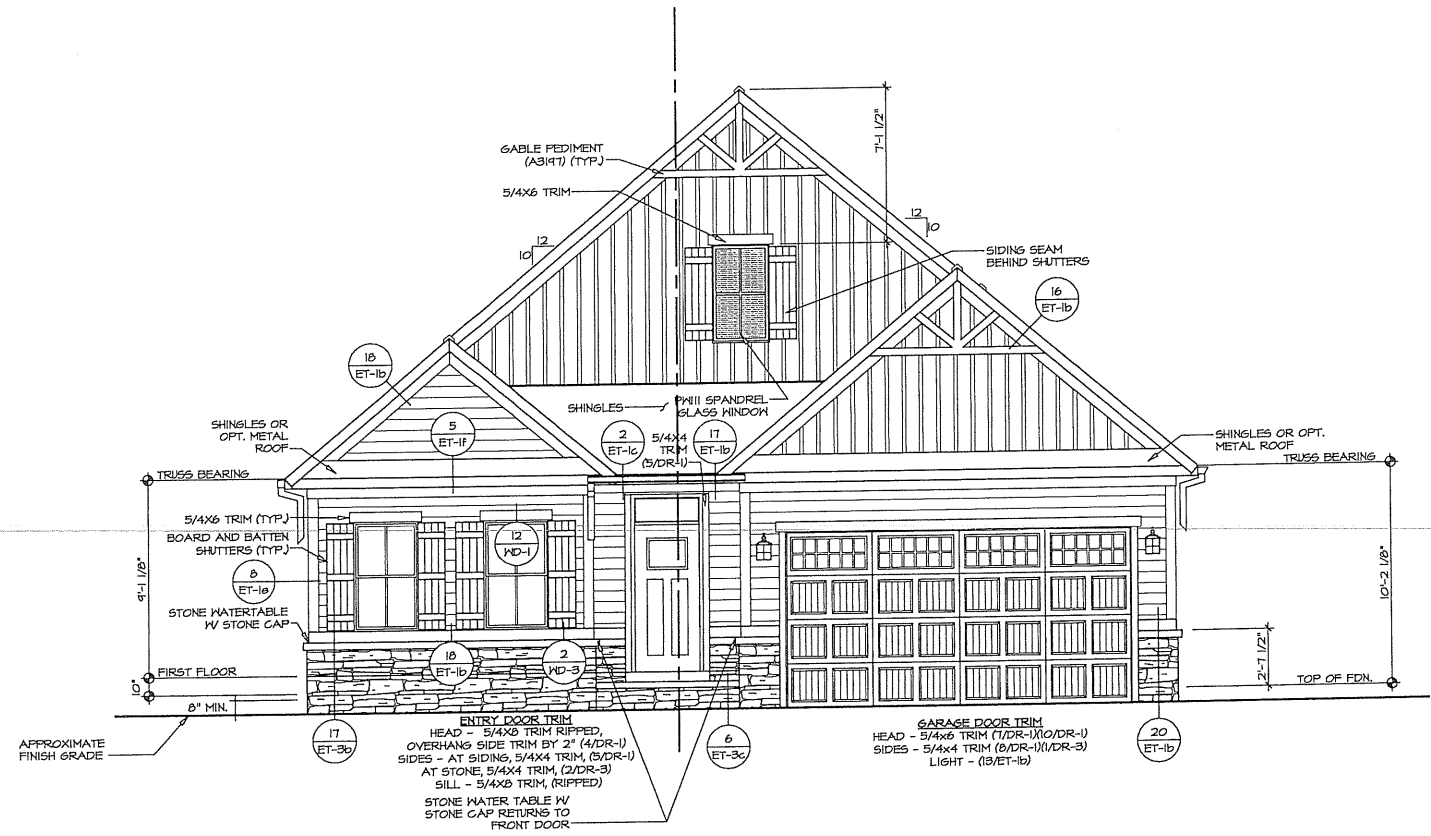 7'-1 1/2"
GABLE PEDIMENT
(A3197) (TYP.)
5/4X6 TRIM
12
10
12
10
SIDING SEAM
BEHIND SHUTTERS
16
ET-1b
18
ET-1b
SHINGLES
PW111 SPANDREL
GLASS WINDOW
SHINGLES OR
OPT. METAL
ROOF
5
ET-1f
2
ET-1c
5/4X4
TRIM
(5/DR-1)
17
ET-1b
SHINGLES OR OPT.
METAL ROOF
TRUSS BEARING
TRUSS BEARING
5/4X6 TRIM (TYP.)
BOARD AND BATTEN
SHUTTERS (TYP.)
12
WD-1
9'-1 1/8"
8
ET-1a
10'-2 1/8"
STONE WATERTABLE
W/ STONE CAP
18
ET-1b
2
WD-3
2'-7 1/2"
FIRST FLOOR
TOP OF FDN.
10"
8" MIN.
APPROXIMATE
FINISH GRADE
17
ET-3b
ENTRY DOOR TRIM
HEAD - 5/4X8 TRIM RIPPED,
OVERHANG SIDE TRIM BY 2" (4/DR-1)
SIDES - AT SIDING, 5/4X4 TRIM, (5/DR-1)
AT STONE, 5/4X4 TRIM, (2/DR-3)
SILL - 5/4X8 TRIM, (RIPPED)
6
ET-3c
GARAGE DOOR TRIM
HEAD - 5/4x6 TRIM (7/DR-1)(10/DR-1)
SIDES - 5/4x4 TRIM (8/DR-1)(1/DR-3)
LIGHT - (13/ET-1b)
20
ET-1b
STONE WATER TABLE W/
STONE CAP RETURNS TO
FRONT DOOR